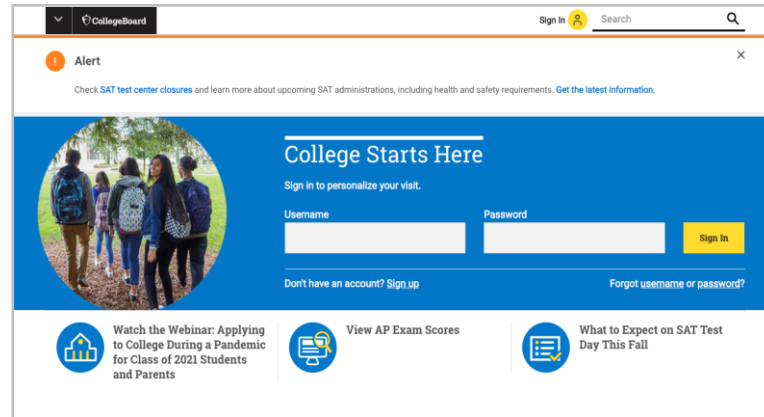 CollegeBoard
Sign In
Search
Alert
Check SAT test center closures and learn more about upcoming SAT administrations, including health and safety requirements. Get the latest information.
College Starts Here
Sign in to personalize your visit.
Username Password
Sign In
Don't have an account? Sign up
Forgot username or password?
Watch the Webinar: Applying
to College During a Pandemic
for Class of 2021 Students
and Parents
View AP Exam Scores
What to Expect on SAT Test
Day This Fall